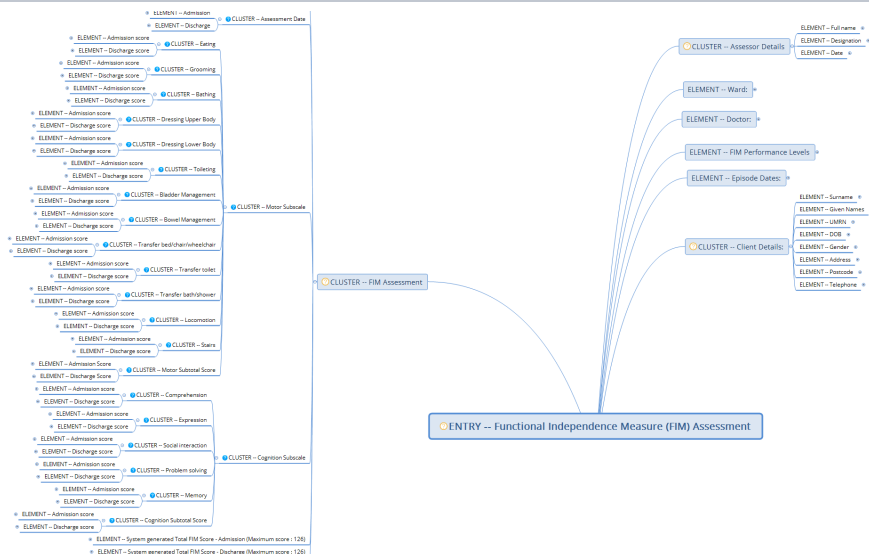 ELEMENT -- Admission
ELEMENT -- Discharge
CLUSTER -- Assessment Date
ELEMENT -- Admission score
ELEMENT -- Discharge score
CLUSTER -- Eating
ELEMENT -- Admission score
ELEMENT -- Discharge score
CLUSTER -- Grooming
ELEMENT -- Admission score
ELEMENT -- Discharge score
CLUSTER -- Bathing
ELEMENT -- Admission score
ELEMENT -- Discharge score
CLUSTER -- Dressing Upper Body
ELEMENT -- Admission score
ELEMENT -- Discharge score
CLUSTER -- Dressing Lower Body
ELEMENT -- Admission score
ELEMENT -- Discharge score
CLUSTER -- Toileting
ELEMENT -- Admission score
ELEMENT -- Discharge score
CLUSTER -- Bladder Management
ELEMENT -- Admission score
ELEMENT -- Discharge score
CLUSTER -- Bowel Management
CLUSTER -- Motor Subscale
ELEMENT -- Admission score
ELEMENT -- Discharge score
CLUSTER -- Transfer bed/chair/wheelchair
ELEMENT -- Admission score
ELEMENT -- Discharge score
CLUSTER -- Transfer toilet
ELEMENT -- Admission score
ELEMENT -- Discharge score
CLUSTER -- Transfer bath/shower
ELEMENT -- Admission score
ELEMENT -- Discharge score
CLUSTER -- Locomotion
ELEMENT -- Admission score
ELEMENT -- Discharge score
CLUSTER -- Stairs
ELEMENT -- Admission Score
ELEMENT -- Discharge Score
CLUSTER -- Motor Subtotal Score
ELEMENT -- Admission score
ELEMENT -- Discharge score
CLUSTER -- Comprehension
ELEMENT -- Admission score
ELEMENT -- Discharge score
CLUSTER -- Expression
ELEMENT -- Admission score
ELEMENT -- Discharge score
CLUSTER -- Social interaction
CLUSTER -- Cognition Subscale
ELEMENT -- Admission score
ELEMENT -- Discharge score
CLUSTER -- Problem solving
ELEMENT -- Admission score
ELEMENT -- Discharge score
CLUSTER -- Memory
ELEMENT -- Admission score
ELEMENT -- Discharge score
CLUSTER -- Cognition Subtotal Score
ELEMENT -- System generated Total FIM Score - Admission (Maximum score : 126)
ELEMENT -- System generated Total FIM Score - Discharge (Maximum score : 126)
CLUSTER -- FIM Assessment
ENTRY -- Functional Independence Measure (FIM) Assessment
CLUSTER -- Assessor Details
ELEMENT -- Full name
ELEMENT -- Designation
ELEMENT -- Date
ELEMENT -- Ward:
ELEMENT -- Doctor:
ELEMENT -- FIM Performance Levels
ELEMENT -- Episode Dates:
CLUSTER -- Client Details:
ELEMENT -- Surname
ELEMENT -- Given Names
ELEMENT -- UMRN
ELEMENT -- DOB
ELEMENT -- Gender
ELEMENT -- Address
ELEMENT -- Postcode
ELEMENT -- Telephone